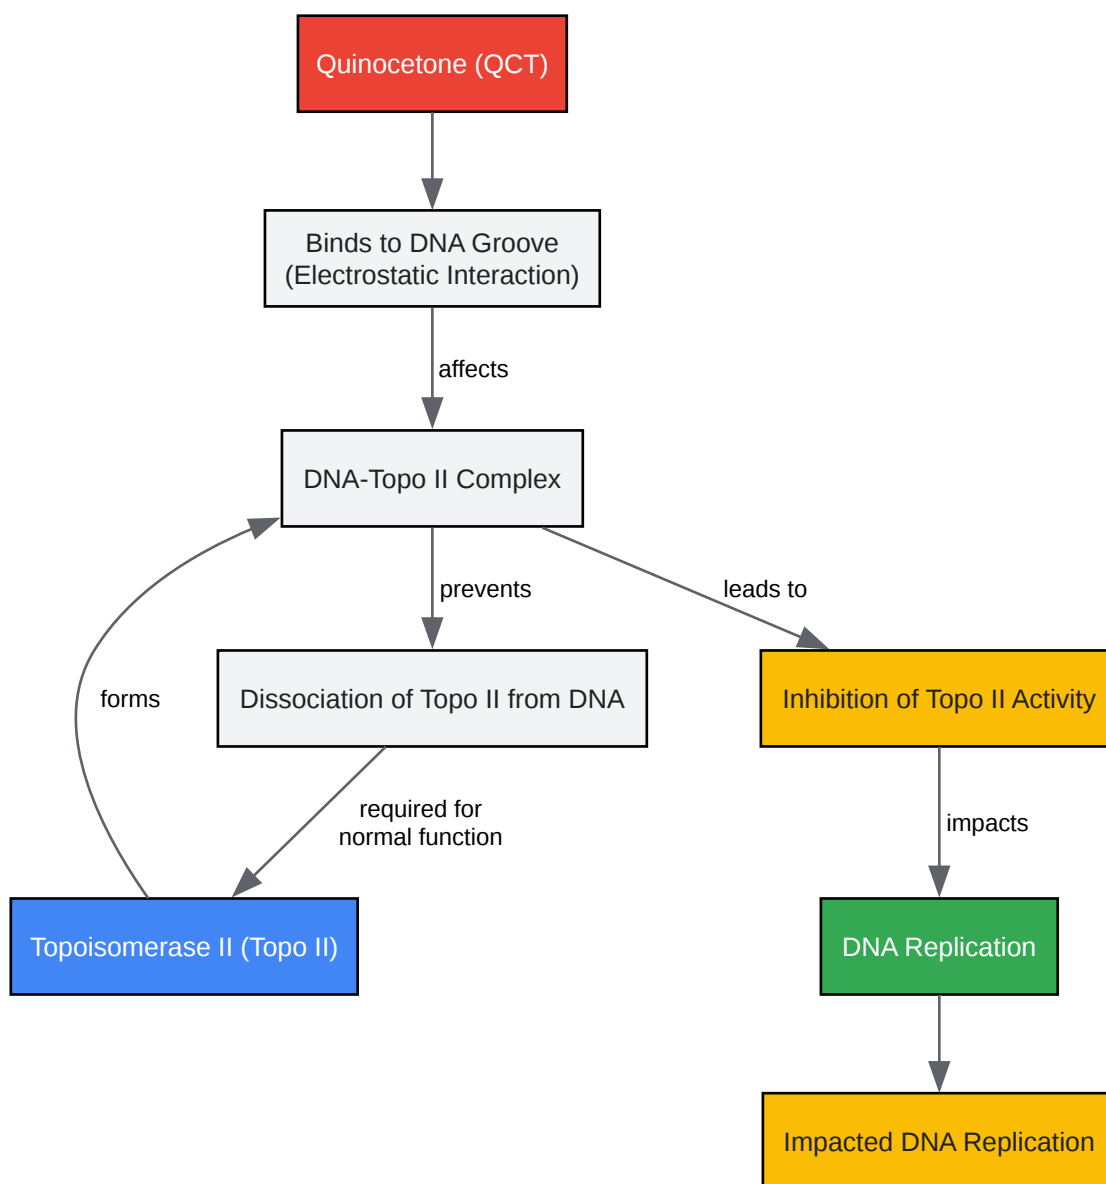 Quinocetone (QCT)
Binds to DNA Groove
(Electrostatic Interaction)
affects
DNA-Topo II Complex
prevents
leads to
forms
Dissociation of Topo II from DNA
Inhibition of Topo II Activity
required for
normal function
impacts
Topoisomerase II (Topo II)
DNA Replication
Impacted DNA Replication